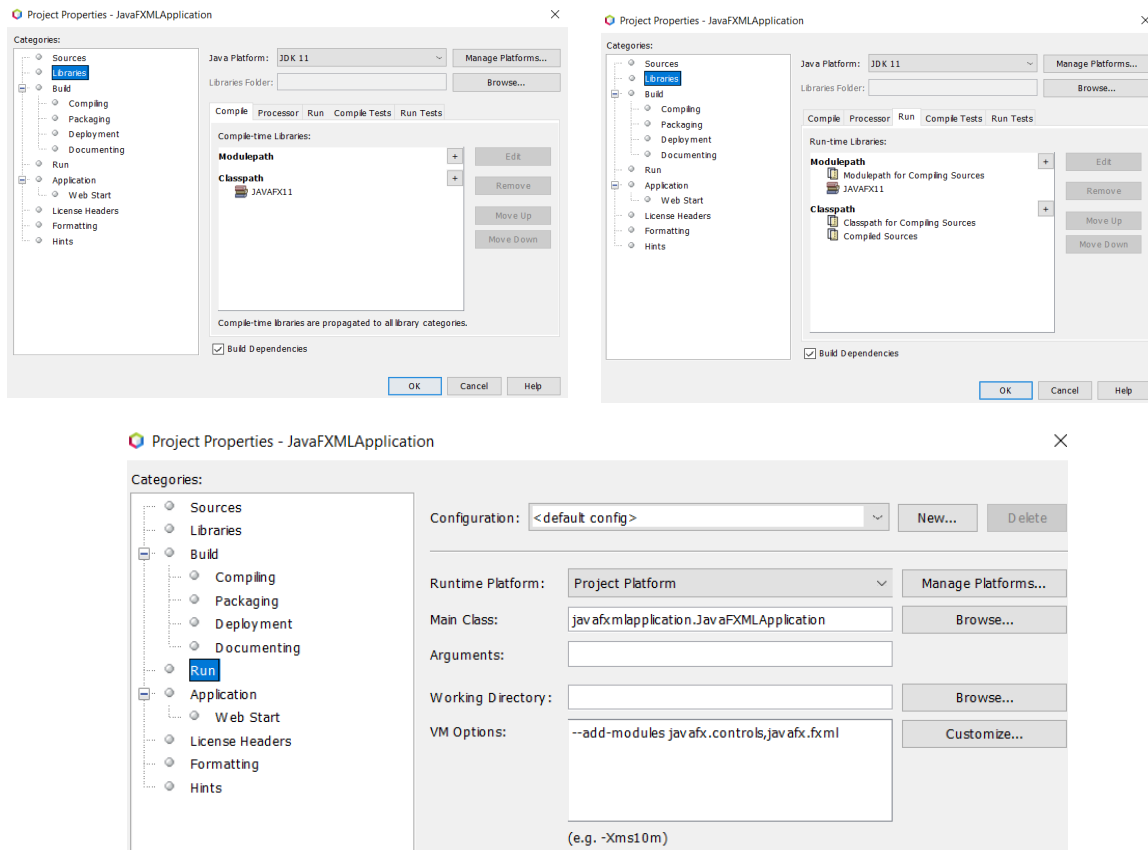 Project Properties - JavaFXMLApplication
Categories:
Sources
Libraries
Build
Compiling
Packaging
Deployment
Documenting
Run
Application
Web Start
License Headers
Formatting
Hints
Java Platform: JDK 11 Manage Platforms...
Libraries Folder: Browse...
Compile Processor Run Compile Tests Run Tests
Compile-time Libraries:
Modulepath + Edit
Classpath +
JAVAFX11 Remove
Move Up
Move Down
Compile-time libraries are propagated to all library categories.
Build Dependencies
OK Cancel Help
Project Properties - JavaFXMLApplication
Categories:
Sources
Libraries
Build
Compiling
Packaging
Deployment
Documenting
Run
Application
Web Start
License Headers
Formatting
Hints
Java Platform: JDK 11 Manage Platforms...
Libraries Folder: Browse...
Compile Processor Run Compile Tests Run Tests
Run-time Libraries:
Modulepath + Edit
Modulepath for Compiling Sources
JAVAFX11 Remove
Classpath +
Classpath for Compiling Sources Move Up
Compiled Sources
Move Down
Build Dependencies
OK Cancel Help
Project Properties - JavaFXMLApplication
Categories:
Sources
Libraries
Build
Compiling
Packaging
Deployment
Documenting
Run
Application
Web Start
License Headers
Formatting
Hints
Configuration: <default config> New... Delete
Runtime Platform: Project Platform Manage Platforms...
Main Class: javafxmlapplication.JavaFXMLApplication Browse...
Arguments:
Working Directory: Browse...
VM Options: --add-modules javafx.controls,javafx.fxml Customize...
(e.g. -Xms10m)